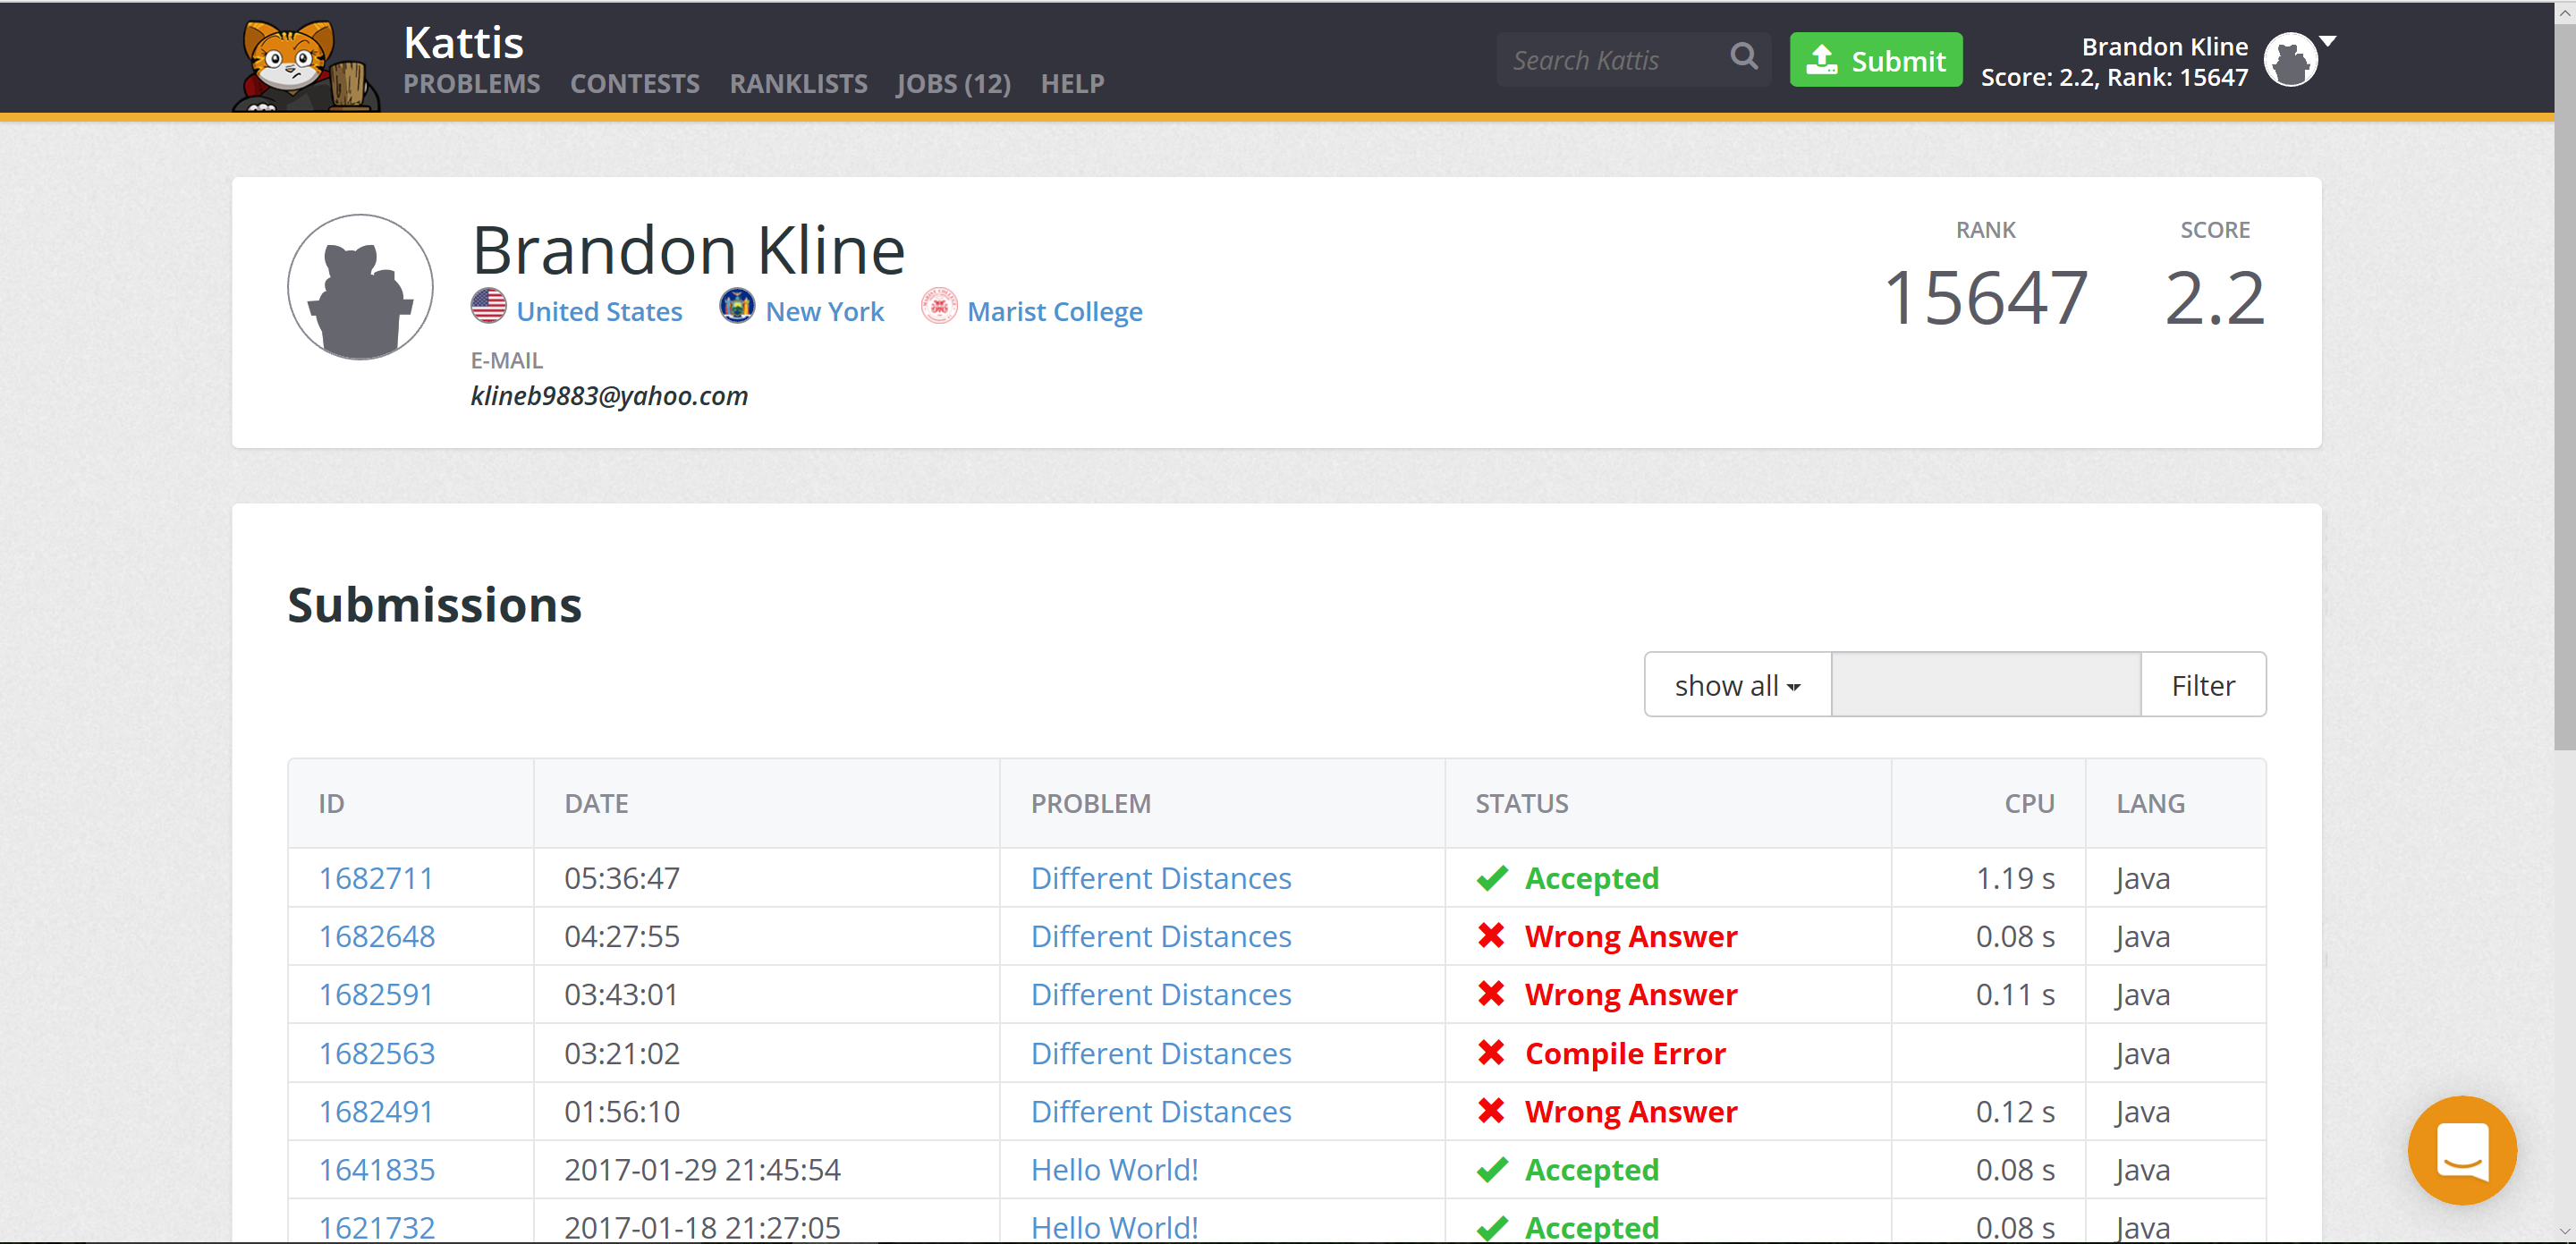 Kattis
PROBLEMS CONTESTS RANKLISTS JOBS (12) HELP
Search Kattis
Submit
Brandon Kline
Score: 2.2, Rank: 15647
Brandon Kline
United States New York Marist College
E-MAIL
klineb9883@yahoo.com
RANK SCORE
15647 2.2
Submissions
show all Filter
ID DATE PROBLEM STATUS CPU LANG
1682711 05:36:47 Different Distances Accepted 1.19 s Java
1682648 04:27:55 Different Distances Wrong Answer 0.08 s Java
1682591 03:43:01 Different Distances Wrong Answer 0.11 s Java
1682563 03:21:02 Different Distances Compile Error Java
1682491 01:56:10 Different Distances Wrong Answer 0.12 s Java
1641835 2017-01-29 21:45:54 Hello World! Accepted 0.08 s Java
1621732 2017-01-18 21:27:05 Hello World! Accepted 0.08 s Java